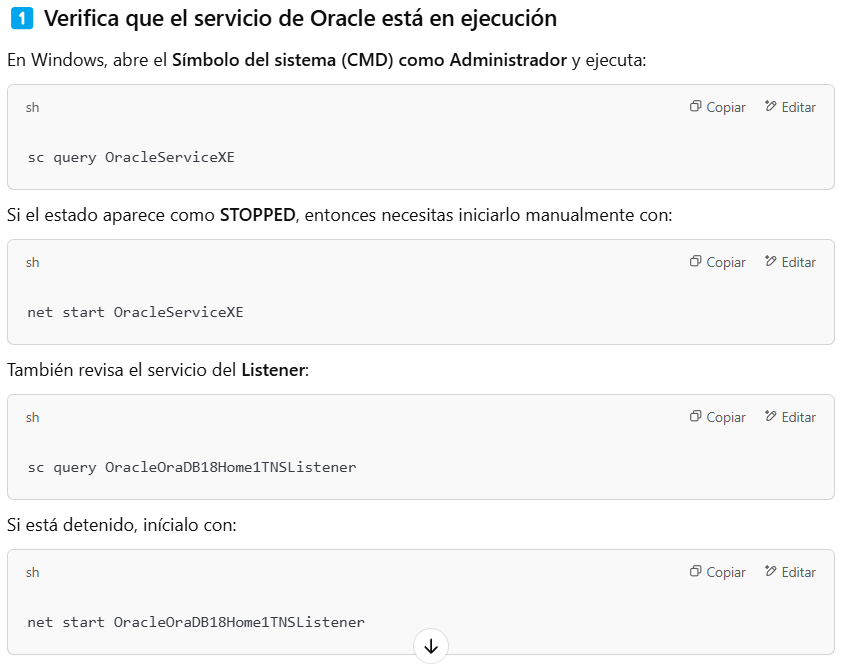 1 Verifica que el servicio de Oracle está en ejecución
En Windows, abre el Símbolo del sistema (CMD) como Administrador y ejecuta:
sh Copiar Editar
sc query OracleServiceXE
Si el estado aparece como STOPPED, entonces necesitas iniciarlo manualmente con:
sh Copiar Editar
net start OracleServiceXE
También revisa el servicio del Listener:
sh Copiar Editar
sc query OracleOraDB18Home1TNSListener
Si está detenido, inícialo con:
sh Copiar Editar
net start OracleOraDB18Home1TNSListener